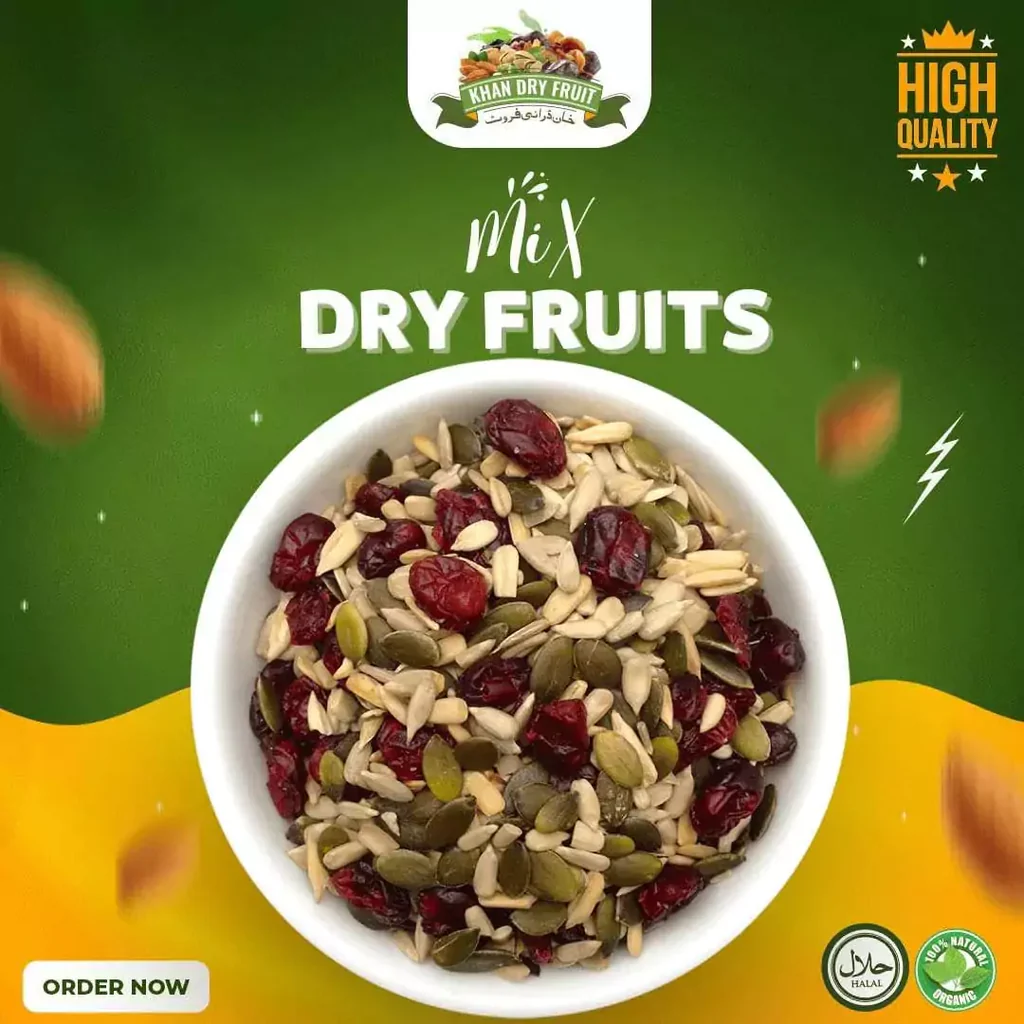 KHAN DRY FRUIT
خان ڈرائی فروٹ
HIGH
QUALITY
MiX
DRY FRUITS
ORDER NOW
حلال
HALAL
100% NATURAL
ORGANIC